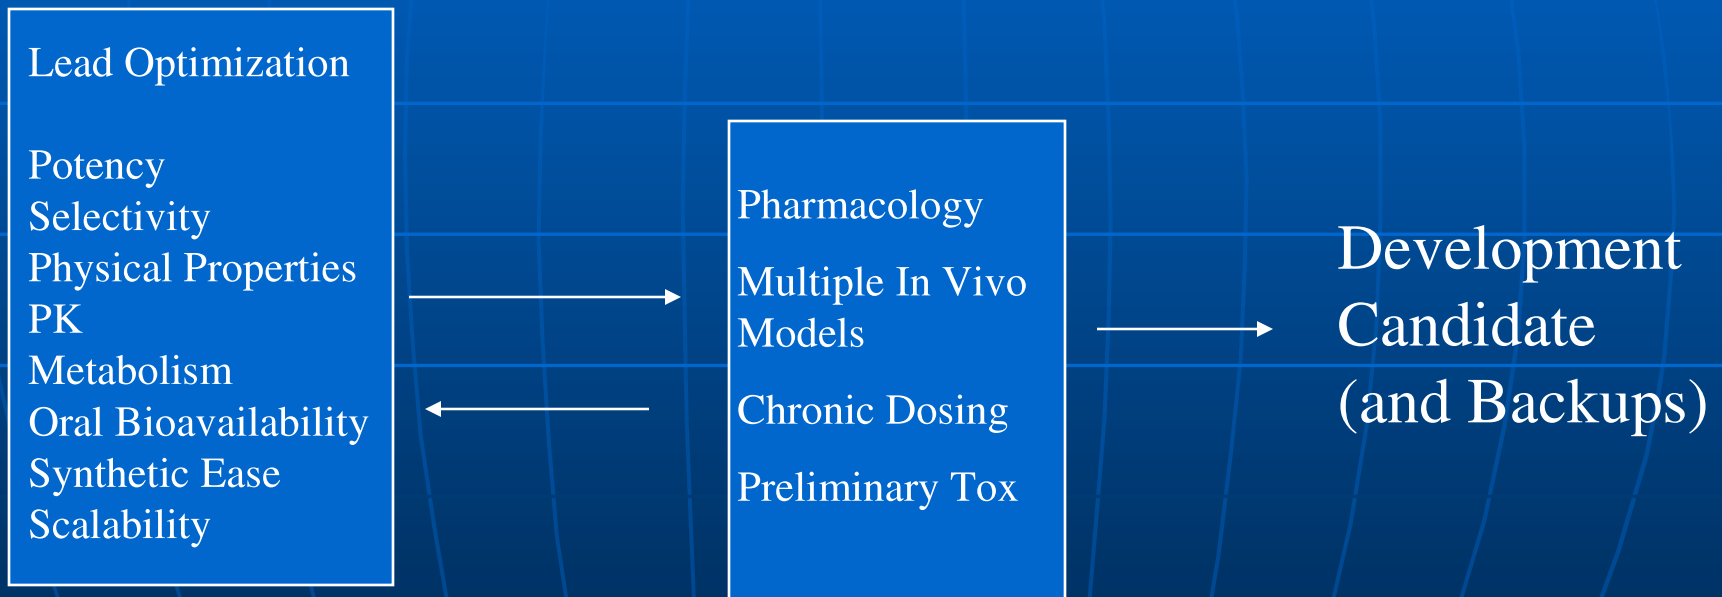 Lead Optimization
Potency
Selectivity
Physical Properties
PK
Metabolism
Oral Bioavailability
Synthetic Ease
Scalability
Pharmacology
Multiple In Vivo
Models
Chronic Dosing
Preliminary Tox
Development
Candidate
(and Backups)